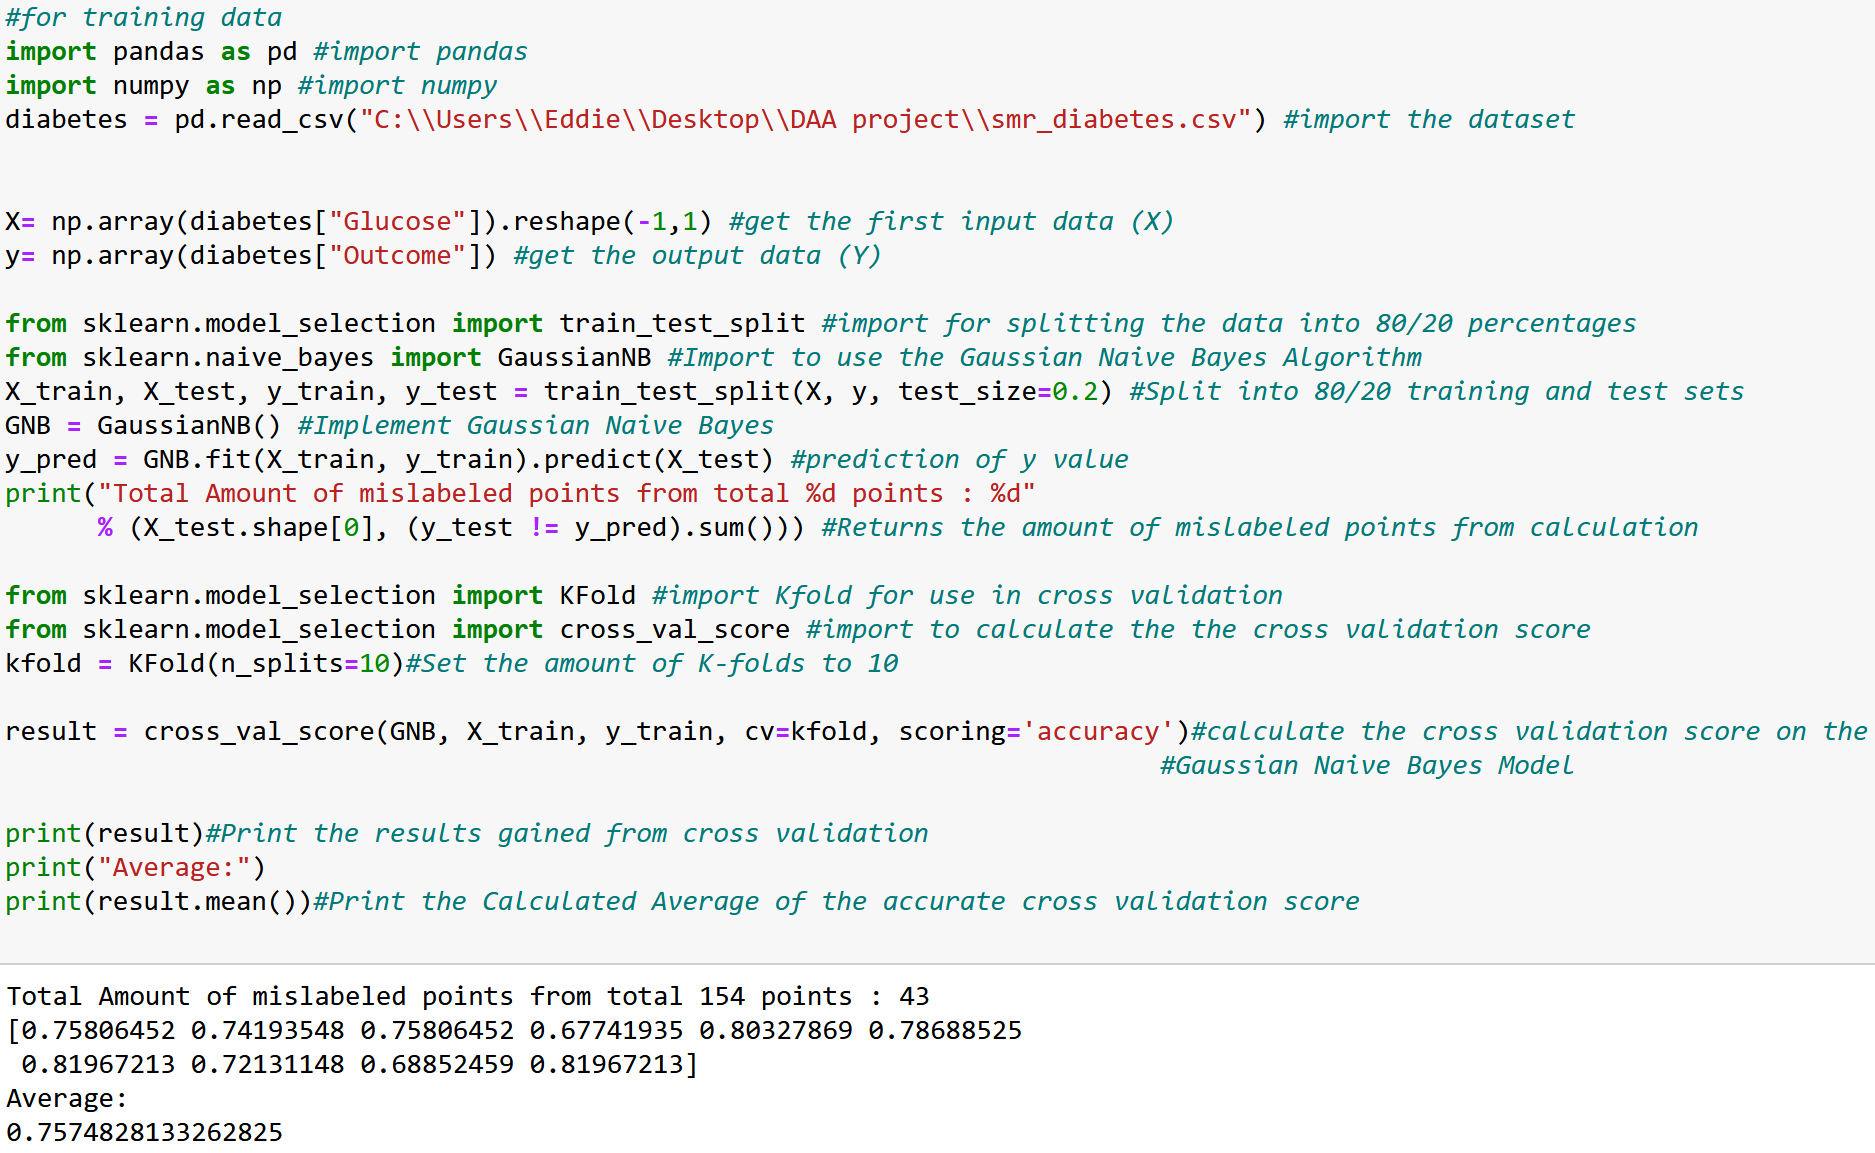 #for training data
import pandas as pd #import pandas
import numpy as np #import numpy
diabetes = pd.read_csv("C:\\Users\\Eddie\\Desktop\\DAA project\\smr_diabetes.csv") #import the dataset
X= np.array(diabetes["Glucose"]).reshape(-1,1) #get the first input data (X)
y= np.array(diabetes["Outcome"]) #get the output data (Y)
from sklearn.model_selection import train_test_split #import for splitting the data into 80/20 percentages
from sklearn.naive_bayes import GaussianNB #Import to use the Gaussian Naive Bayes Algorithm
X_train, X_test, y_train, y_test = train_test_split(X, y, test_size=0.2) #Split into 80/20 training and test sets
GNB = GaussianNB() #Implement Gaussian Naive Bayes
y_pred = GNB.fit(X_train, y_train).predict(X_test) #prediction of y value
print("Total Amount of mislabeled points from total %d points : %d"
      % (X_test.shape[0], (y_test != y_pred).sum())) #Returns the amount of mislabeled points from calculation
from sklearn.model_selection import KFold #import Kfold for use in cross validation
from sklearn.model_selection import cross_val_score #import to calculate the the cross validation score
kfold = KFold(n_splits=10)#Set the amount of K-folds to 10
result = cross_val_score(GNB, X_train, y_train, cv=kfold, scoring='accuracy')#calculate the cross validation score on the
#Gaussian Naive Bayes Model
print(result)#Print the results gained from cross validation
print("Average:")
print(result.mean())#Print the Calculated Average of the accurate cross validation score
Total Amount of mislabeled points from total 154 points : 43
[0.75806452 0.74193548 0.75806452 0.67741935 0.80327869 0.78688525
 0.81967213 0.72131148 0.68852459 0.81967213]
Average:
0.7574828133262825